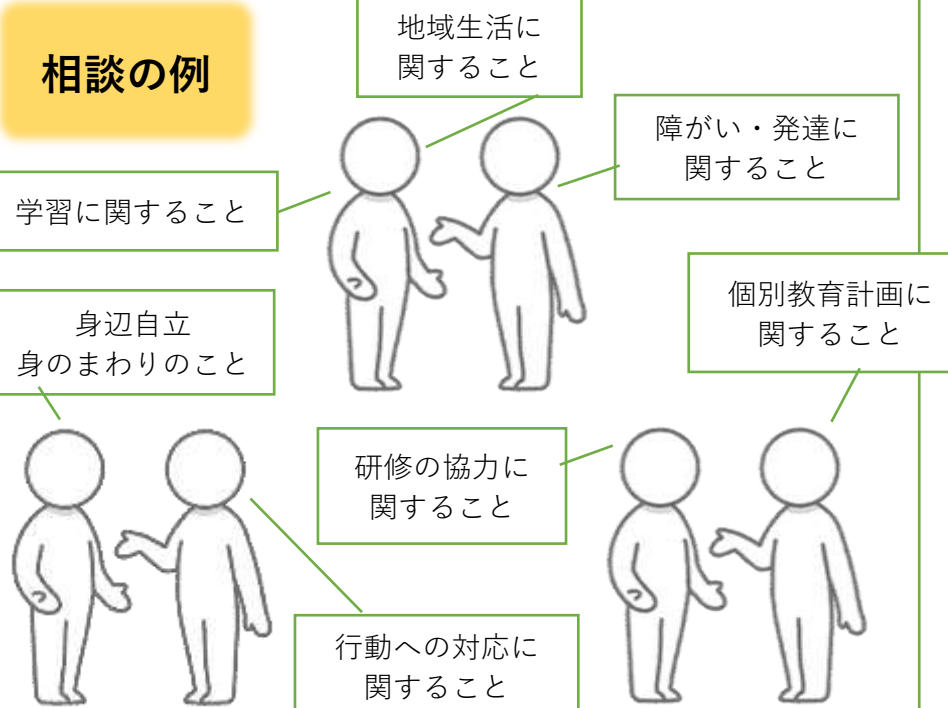 相談の例
地域生活に
関すること
障がい・発達に
関すること
学習に関すること
個別教育計画に
関すること
身辺自立
身のまわりのこと
研修の協力に
関すること
行動への対応に
関すること